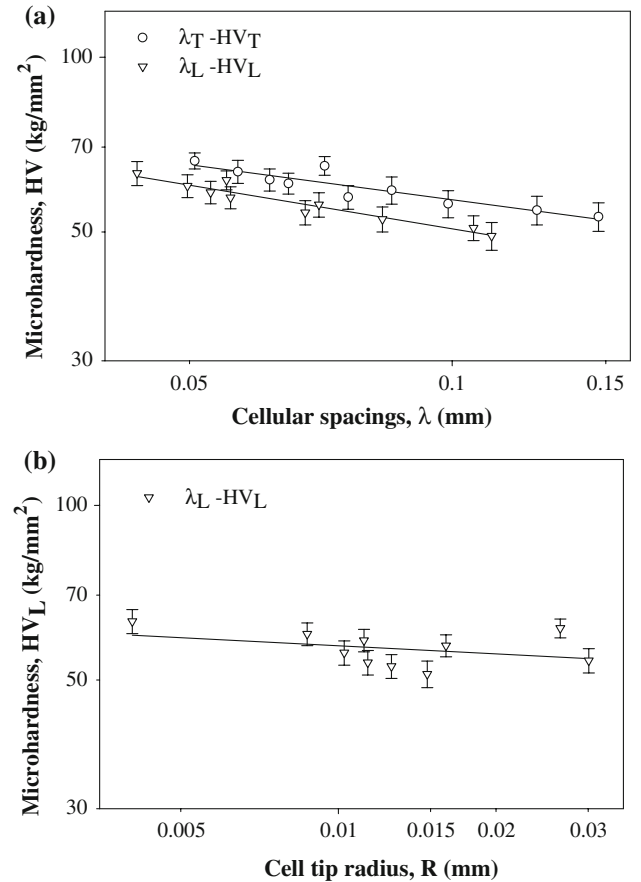 (a)
λT -HVT
λL -HVL
100
70
50
30
Microhardness, HV (kg/mm2)
0.05
0.1
0.15
Cellular spacings, λ (mm)
(b)
λL -HVL
100
70
50
30
Microhardness, HVL (kg/mm2)
0.005
0.01
0.015
0.02
0.03
Cell tip radius, R (mm)